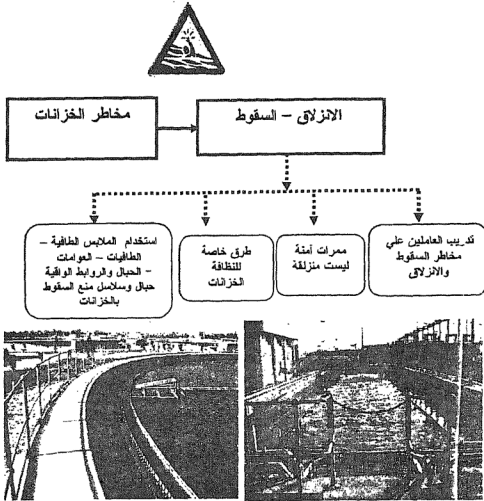 مخاطر الخزانات
الانزلاق – السقوط
تدريب العاملين علي
مخاطر السقوط
والانزلاق
ممرات أمنة
ليست منزلقة
طرق خاصة
للنظافة
الخزانات
استخدام الملابس الطافية –
الطافيات – العوامات
- الحبال والروابط الواقية
حبال وسلاسل منع السقوط
بالخزانات